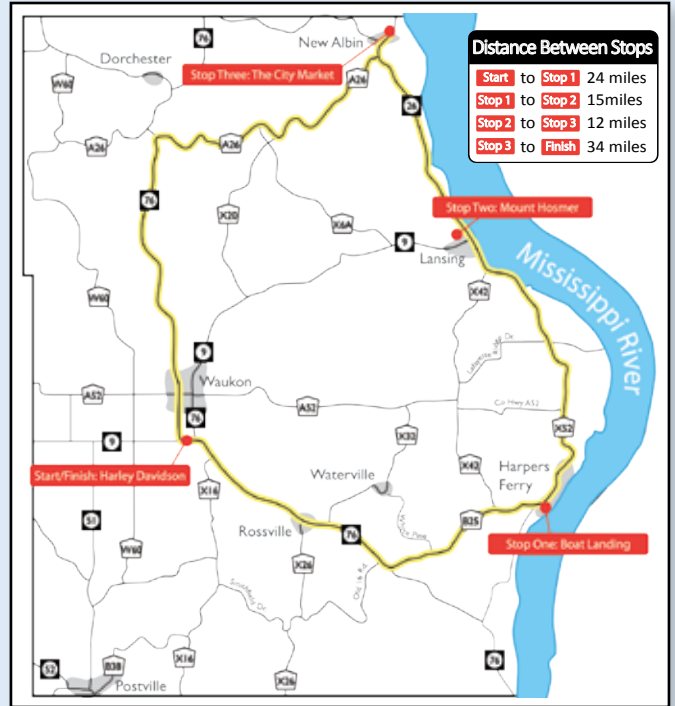 76
New Albin
Dorchester
Stop Three: The City Market
W60
A26
26
A26
A26
76
Distance Between Stops
Start to Stop 1 24 miles
Stop 1 to Stop 2 15miles
Stop 2 to Stop 3 12 miles
Stop 3 to Finish 34 miles
X20
X6A
Stop Two: Mount Hosmer
9
Lansing
Mississippi River
X42
W60
9
Waukon
A52
76
A52
Co Hwy A52
X52
9
X32
X42
Harpers
Ferry
Start/Finish: Harley Davidson
X16
Waterville
51
Rossville
76
B25
Stop One: Boat Landing
W60
X26
Old 16 Rd
76
52
B38
X16
Postville
X26